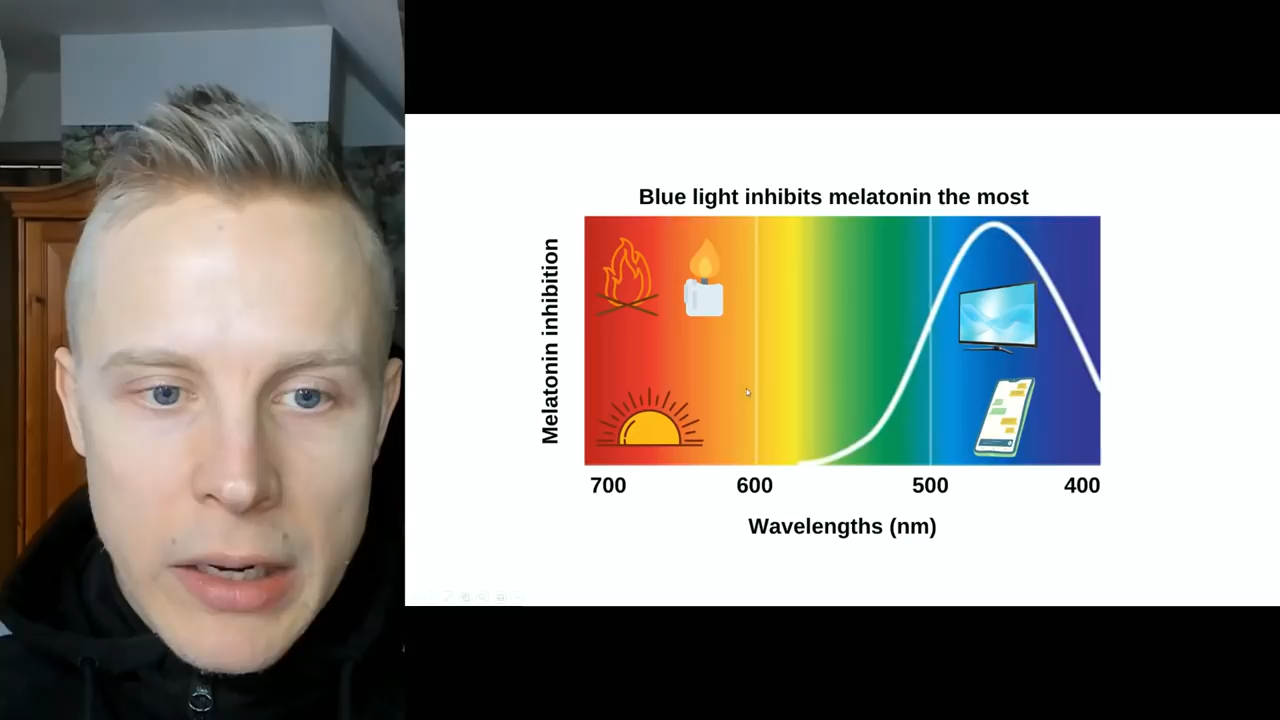 Blue light inhibits melatonin the most
Melatonin inhibition
700 600 500 400
Wavelengths (nm)